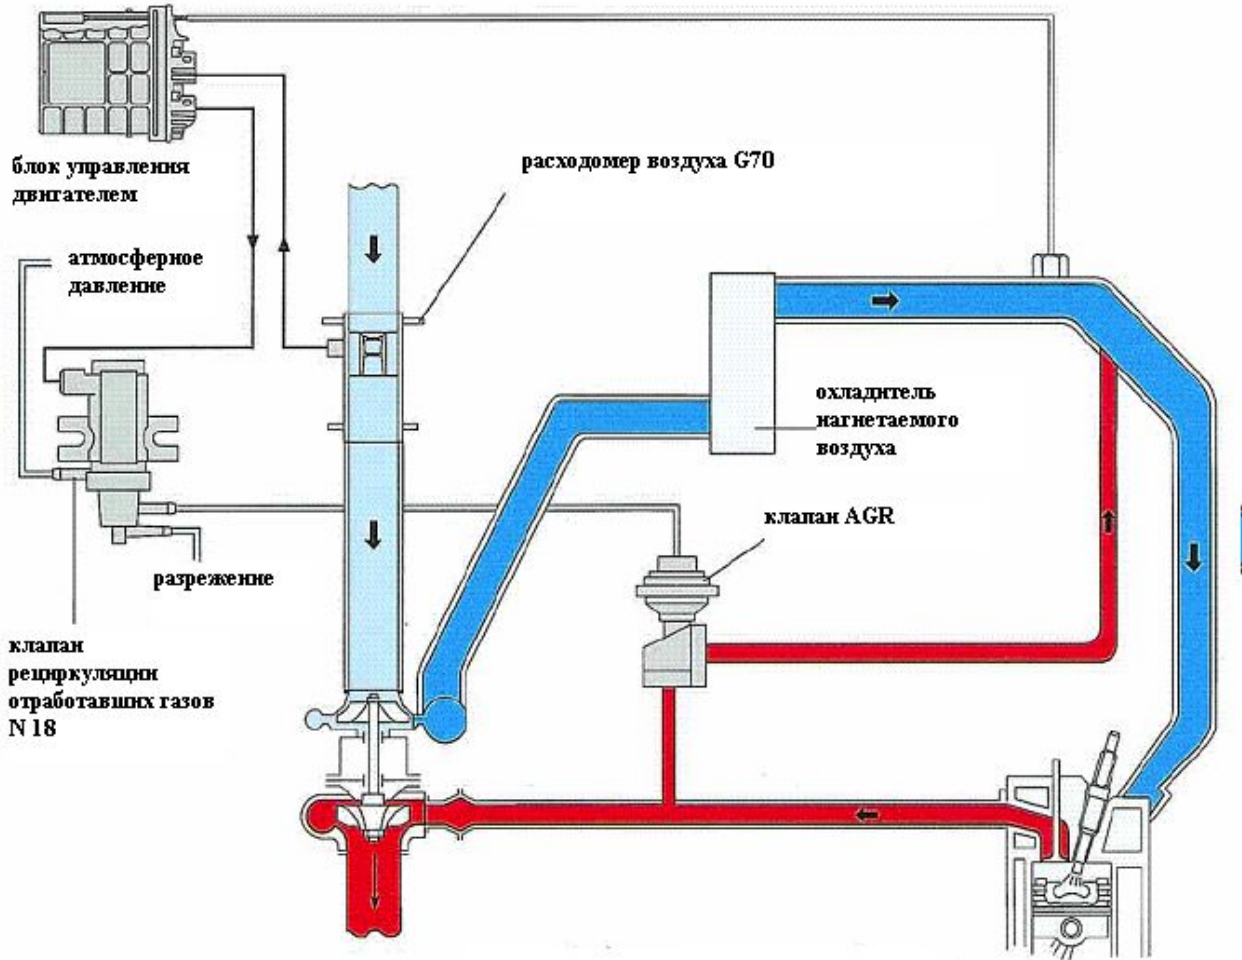 блок управления
двигателем
расходомер воздуха G70
атмосферное
давление
охладитель
нагнетаемого
воздуха
клапан AGR
разрежение
клапан
рециркуляции
отработавших газов
N 18